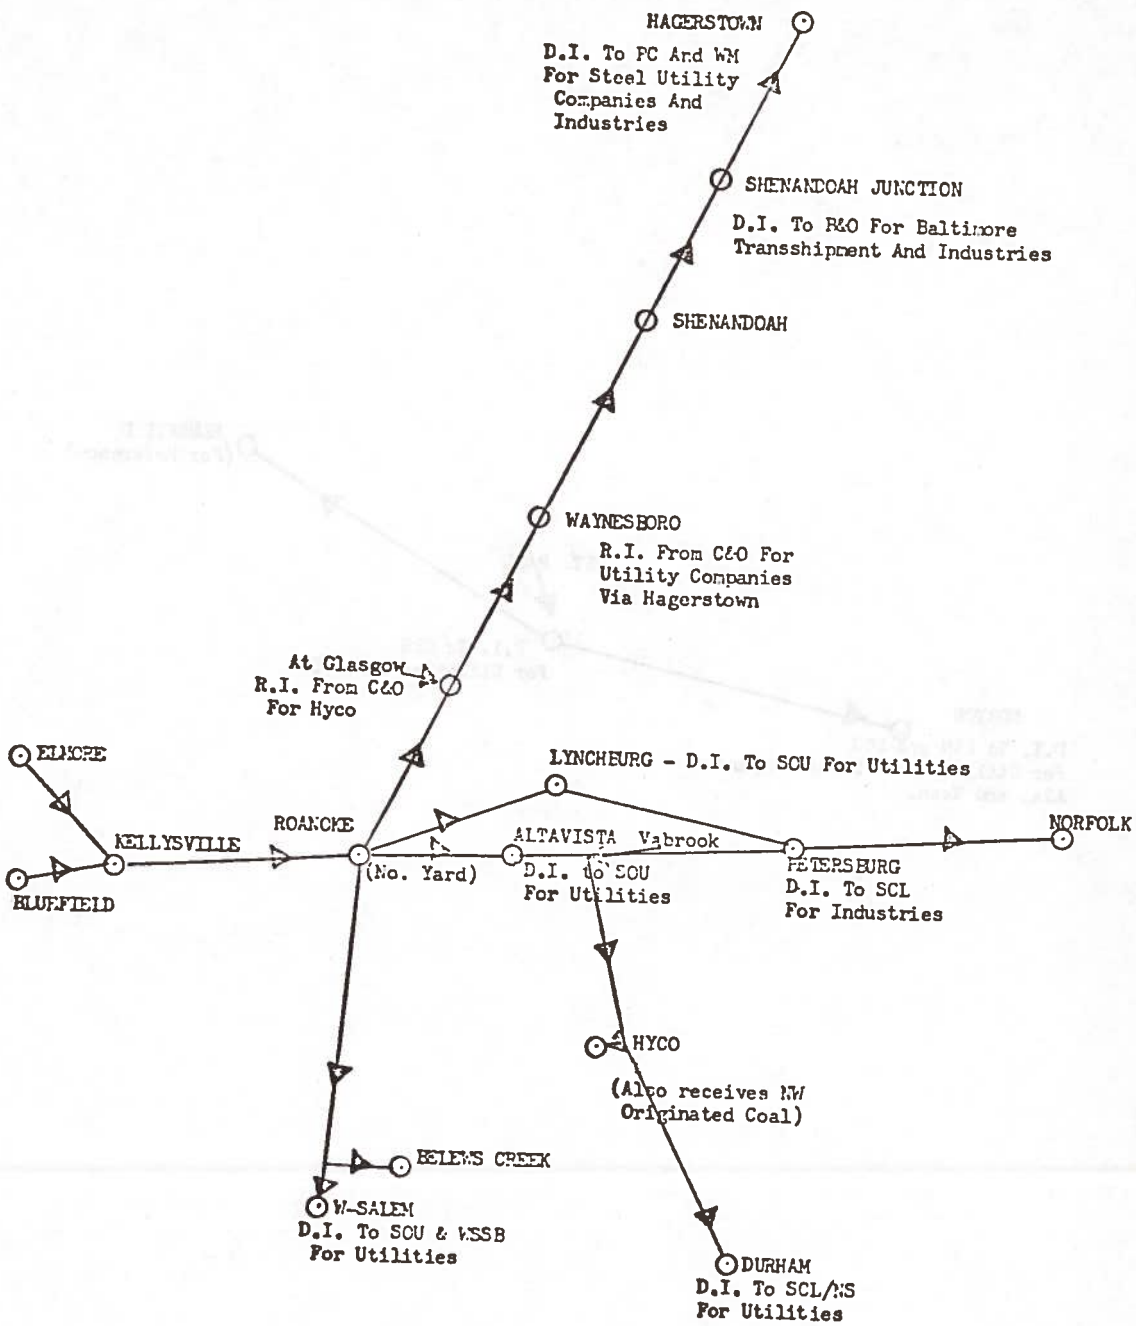 HAGERSTOWN
D.I. To PC And WM
For Steel Utility
Companies And
Industries
SHENANDOAH JUNCTION
D.I. To B&O For Baltimore
Transshipment And Industries
SHENANDOAH
WAYNESBORO
R.I. From C&O For
Utility Companies
Via Hagerstown
At Glasgow
R.I. From C&O
For Hyco
ELMORE
LYNCHBURG - D.I. To SOU For Utilities
KELLYSVILLE
ROANOKE
ALTAVISTA
Vabrook
NORFOLK
(No. Yard)
D.I. to SOU
For Utilities
PETERSBURG
D.I. To SCL
For Industries
BLUEFIELD
HYCO
(Also receives NW
Originated Coal)
BELEWS CREEK
W-SALEM
D.I. To SOU & WSSB
For Utilities
DURHAM
D.I. To SCL/NS
For Utilities